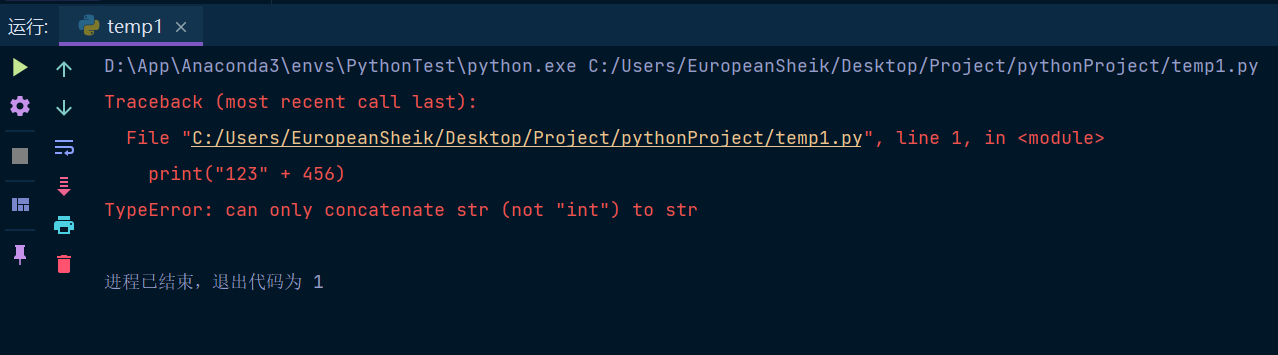 运行: temp1 ×
D:\App\Anaconda3\envs\PythonTest\python.exe C:/Users/EuropeanSheik/Desktop/Project/pythonProject/temp1.py
Traceback (most recent call last):
  File "C:/Users/EuropeanSheik/Desktop/Project/pythonProject/temp1.py", line 1, in <module>
    print("123" + 456)
TypeError: can only concatenate str (not "int") to str
进程已结束，退出代码为 1